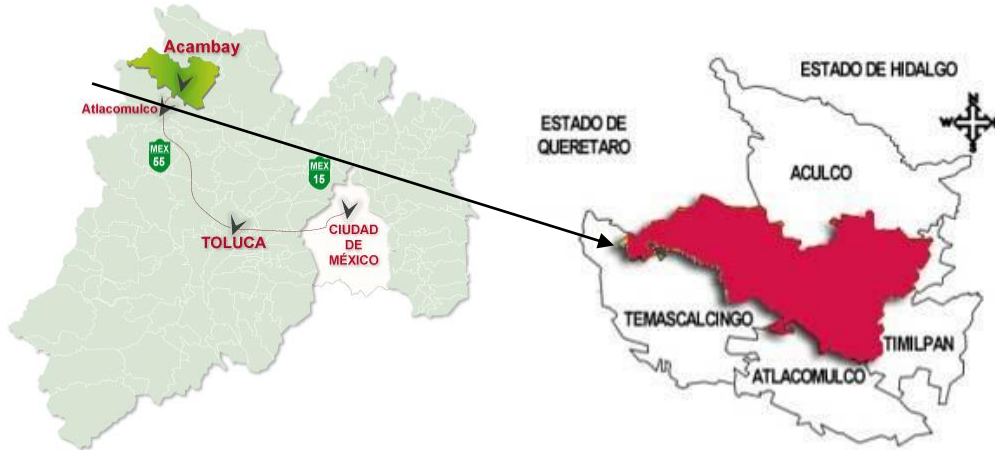 Acambay
Atlacomulco
MEX
55
MEX
15
TOLUCA
CIUDAD
DE
MÉXICO
ESTADO DE HIDALGO
ESTADO DE
QUERETARO
N
W
E
S
ACULCO
TEMASCALCINGO
TIMILPAN
ATLACOMULCO